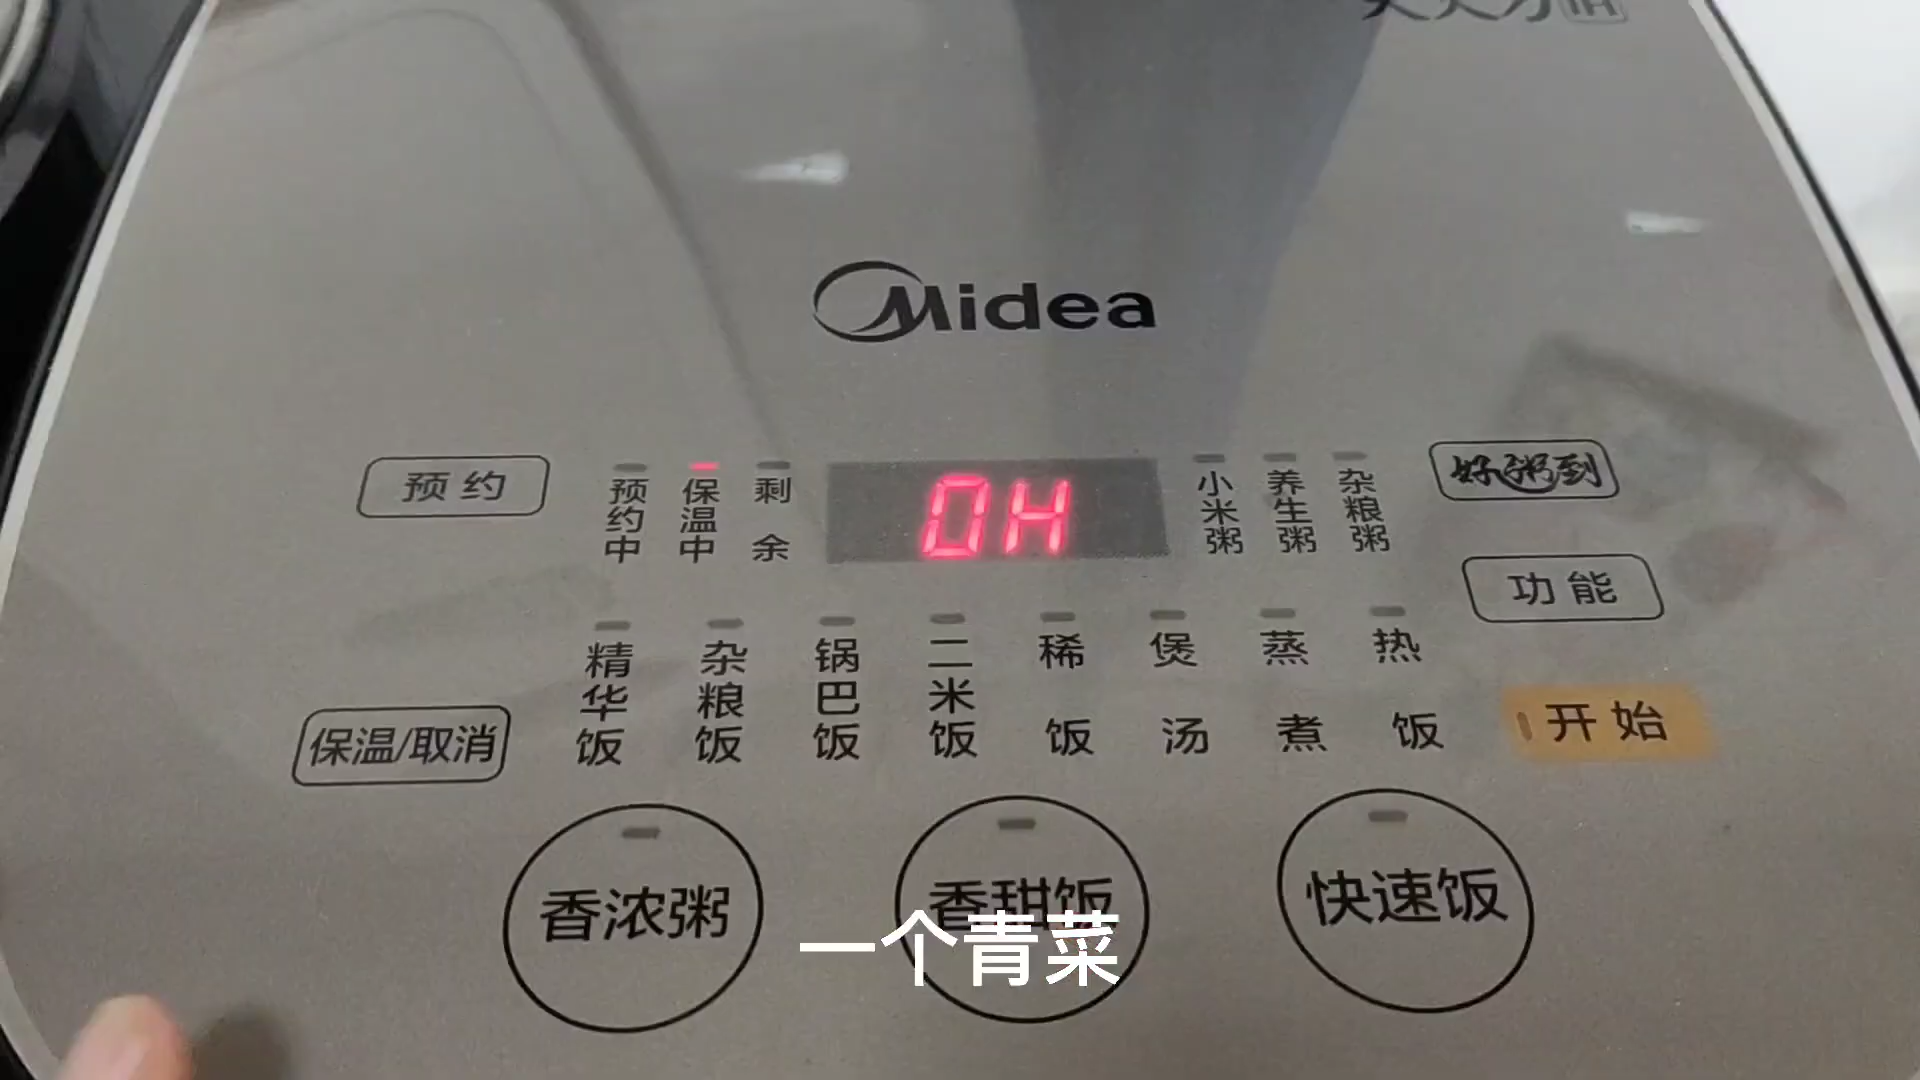 Midea
预约
预约中
保温中
剩余
0H
小米粥
养生粥
杂粮粥
好粥到
功能
精华饭
杂粮饭
锅巴饭
二米饭
稀饭
煲汤
蒸煮
热饭
保温/取消
开始
香浓粥
香甜饭
快速饭
一个青菜